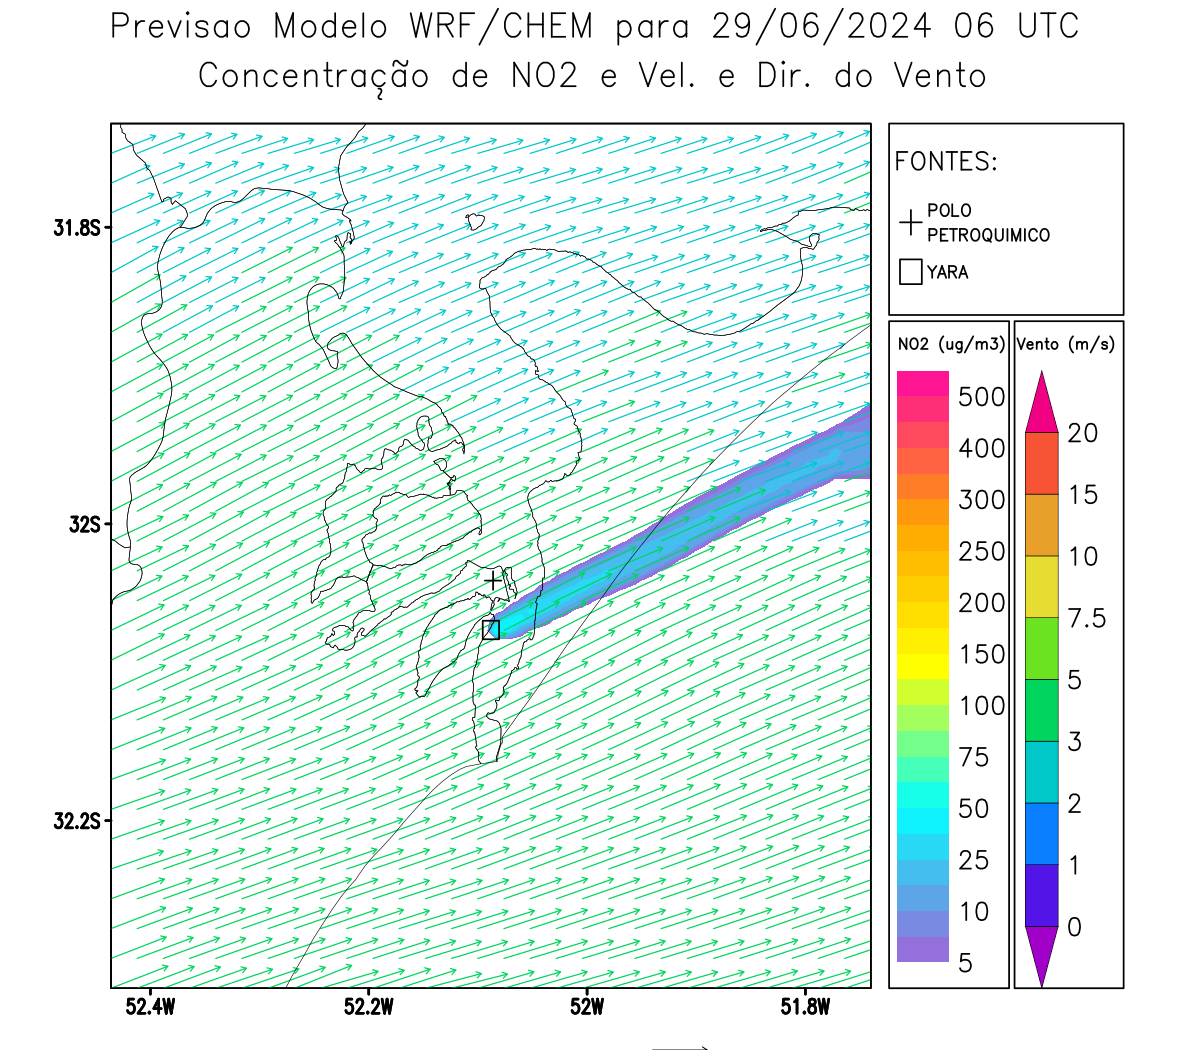 Previsao Modelo WRF/CHEM para 29/06/2024 06 UTC
Concentração de NO2 e Vel. e Dir. do Vento
FONTES:
POLO
PETROQUIMICO
YARA
31.8S
32S
32.2S
52.4W
52.2W
52W
51.8W
NO2 (ug/m3)
500
400
300
250
200
150
100
75
50
25
10
5
Vento (m/s)
20
15
10
7.5
5
3
2
1
0